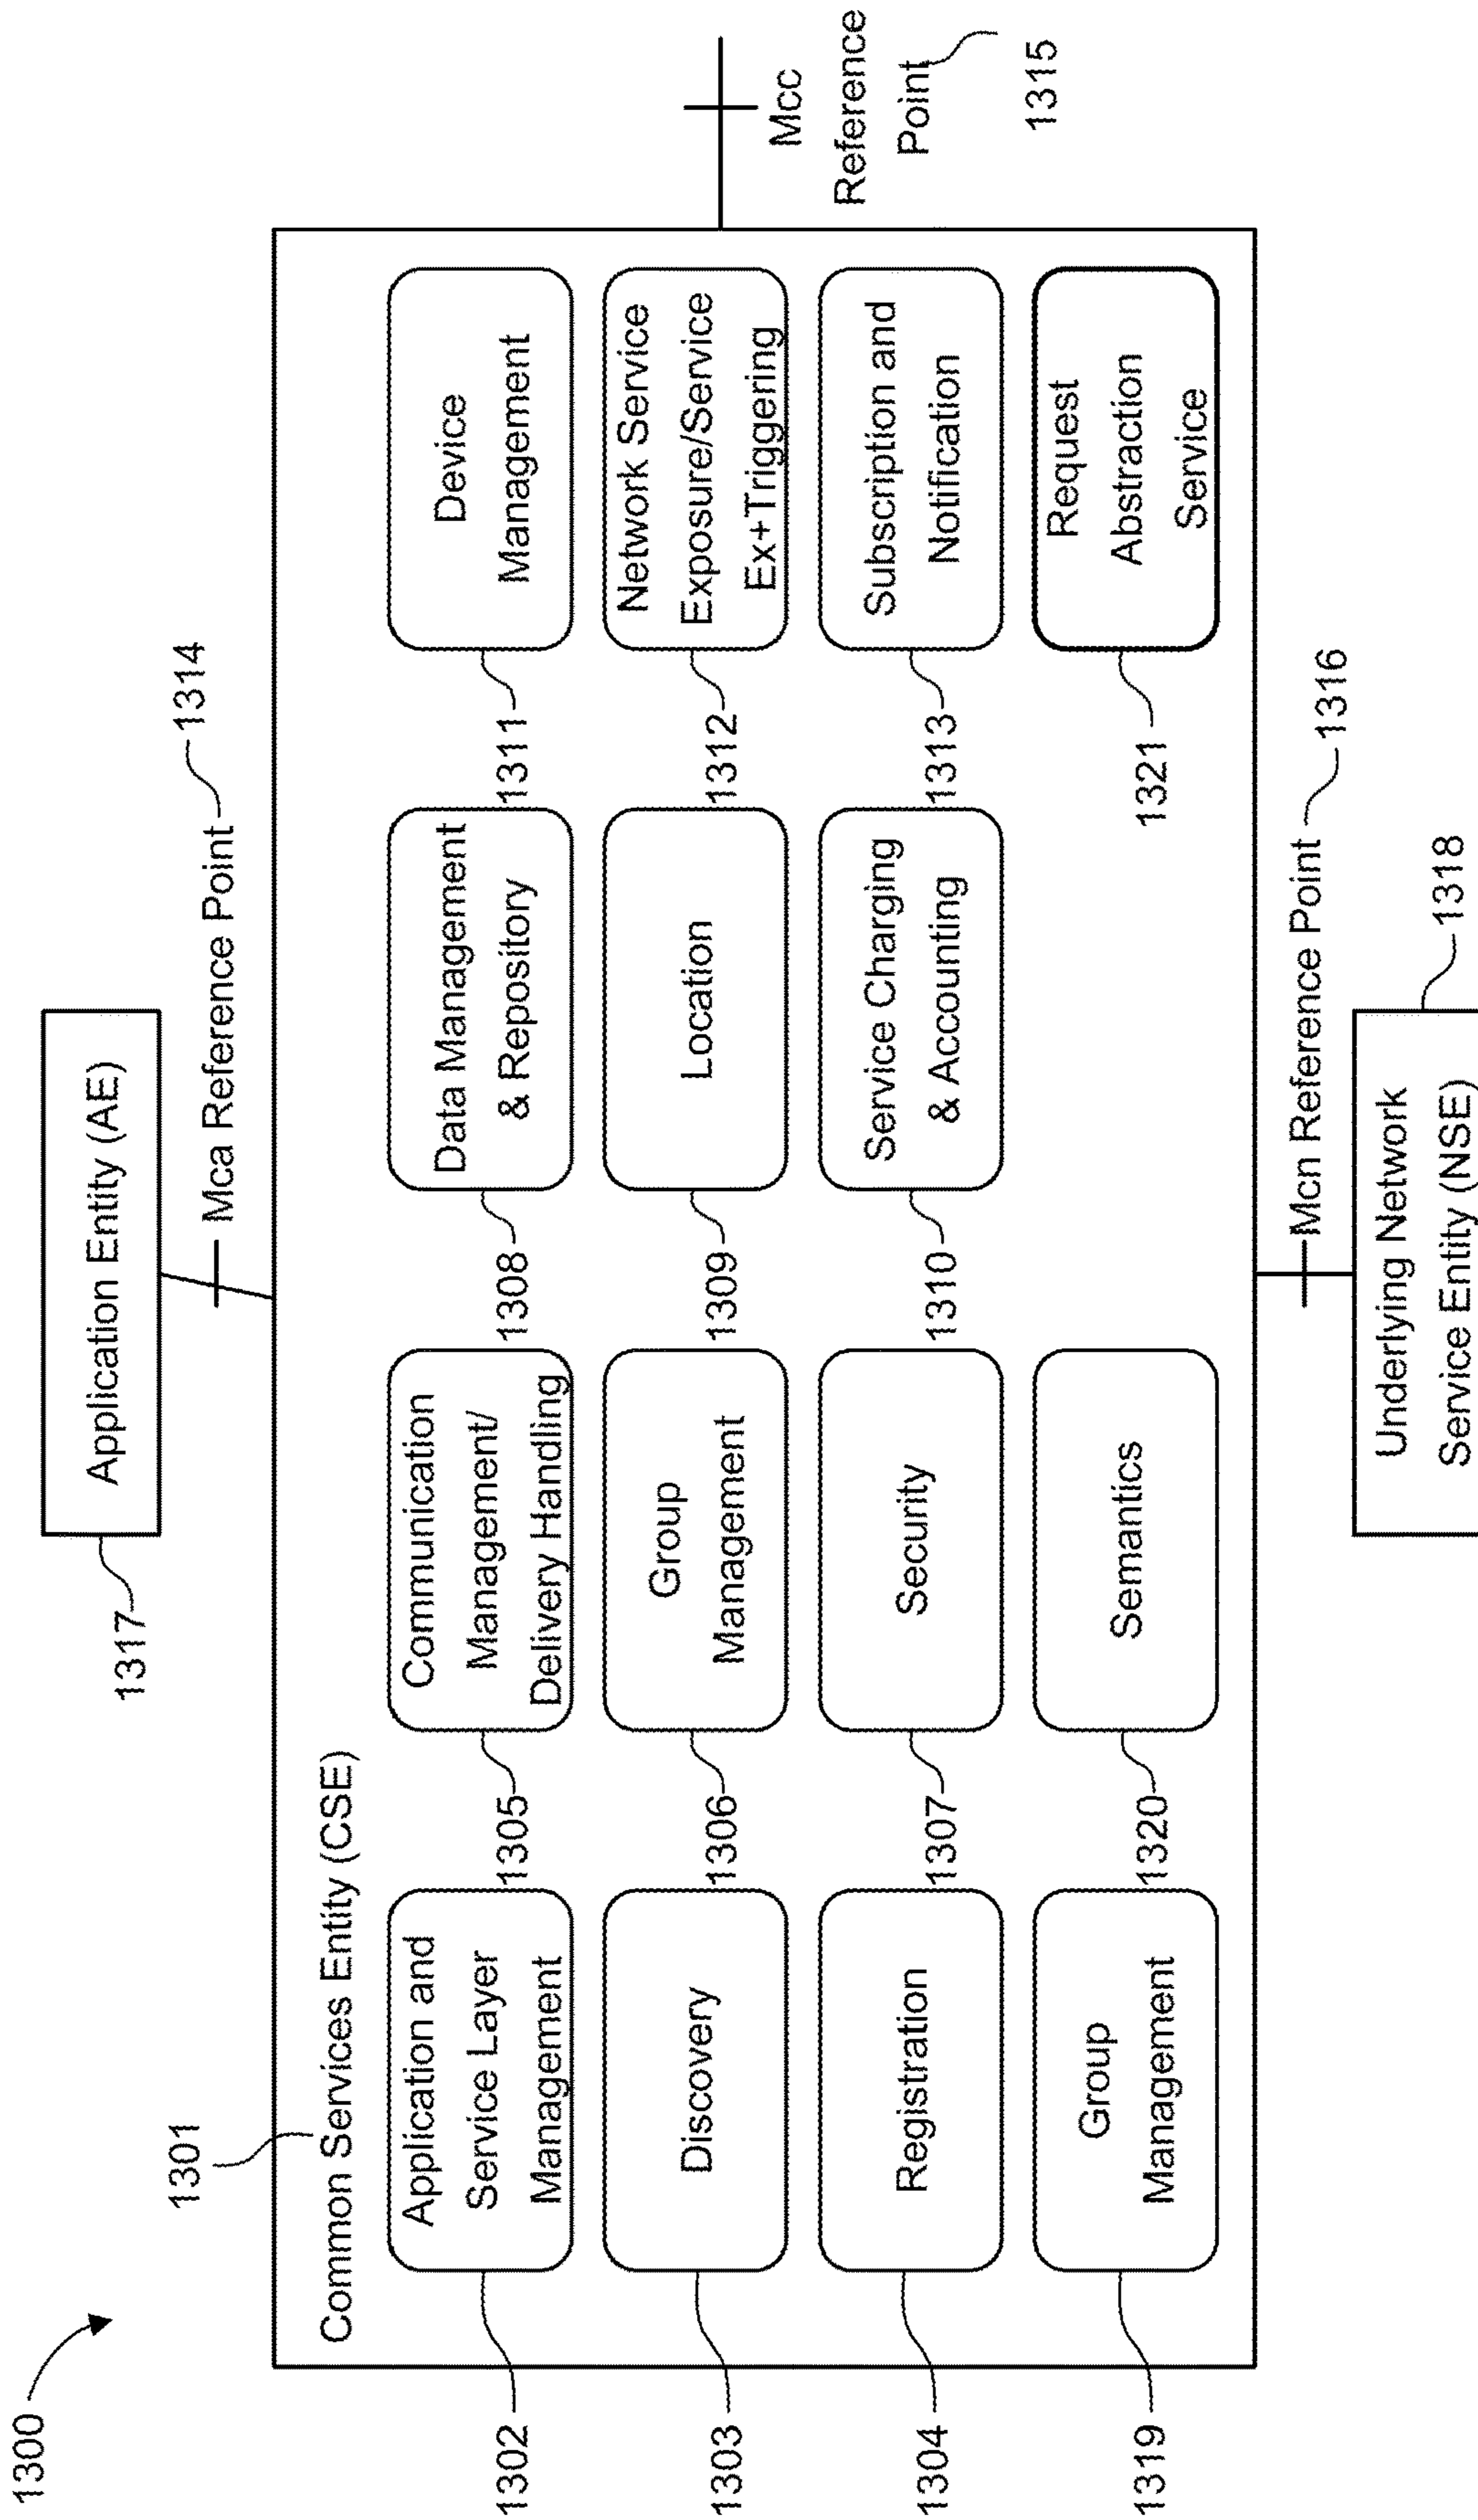 1300
1317
Application Entity (AE)
Mca Reference Point
1314
1301
Common Services Entity (CSE)
1302
Application and
Service Layer
Management
1305
Communication
Management/
Delivery Handling
1308
Data Management
& Repository
1311
Device
Management
1303
Discovery
1306
Group
Management
1309
Location
1312
Network Service
Exposure/Service
Ex+Triggering
1304
Registration
1307
Security
1310
Service Charging
& Accounting
1313
Subscription and
Notification
1319
Group
Management
1320
Semantics
1321
Request
Abstraction
Service
Mcc
Reference
Point
1315
Mcn Reference Point
1316
Underlying Network
Service Entity (NSE)
1318